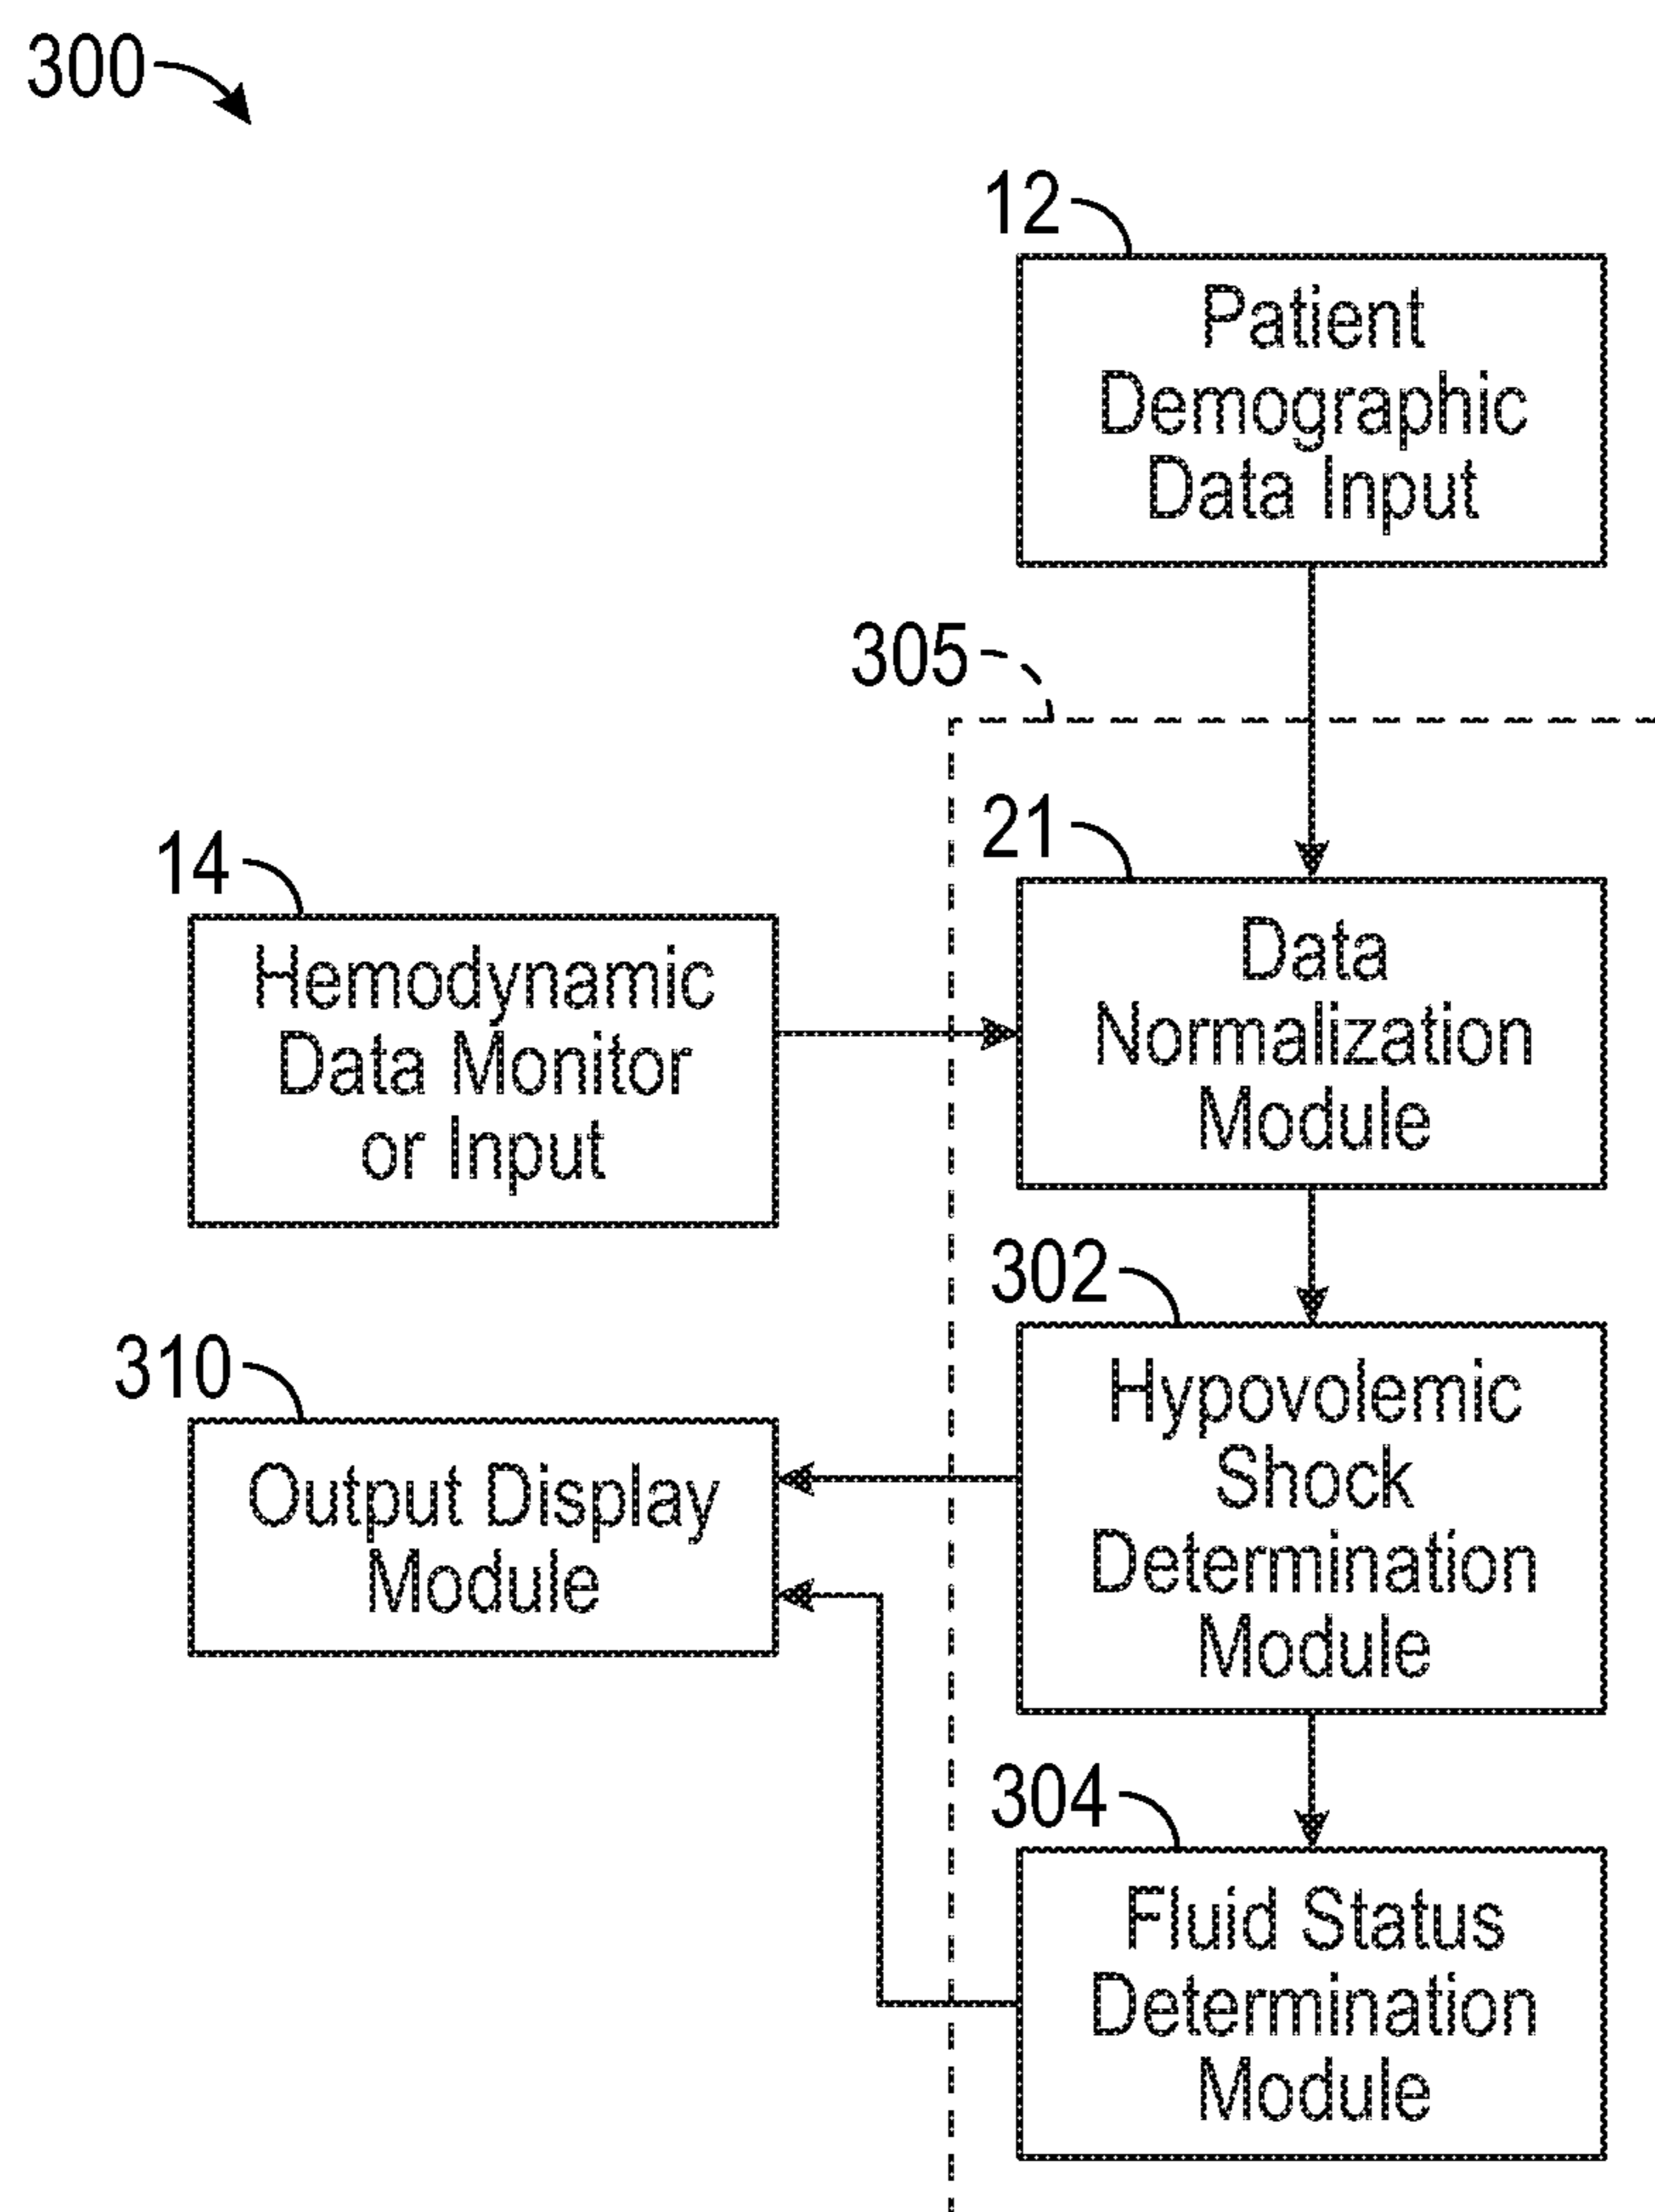 300
12
Patient
Demographic
Data Input
305
21
Data
Normalization
Module
14
Hemodynamic
Data Monitor
or Input
302
Hypovolemic
Shock
Determination
Module
310
Output Display
Module
304
Fluid Status
Determination
Module